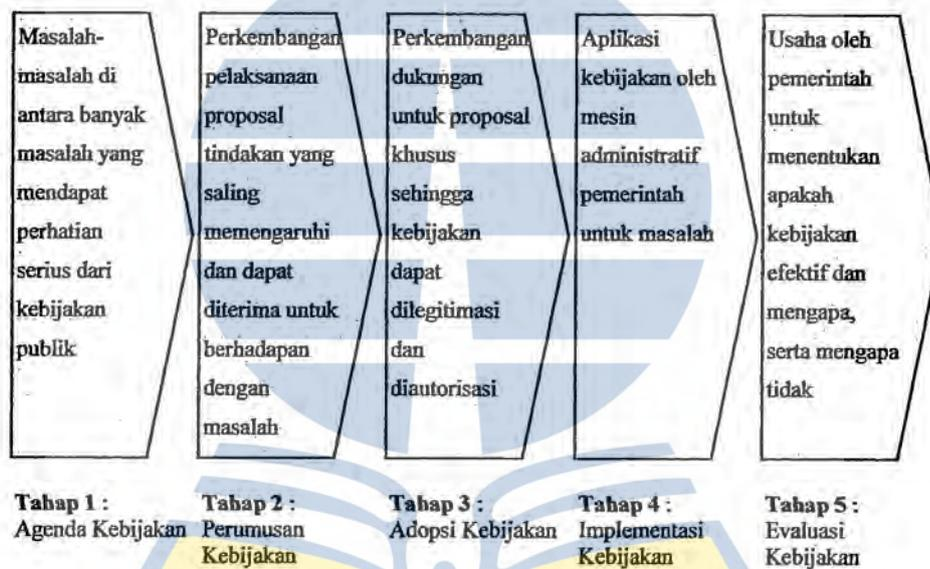 Masalah-
masalah di
antara banyak
masalah yang
mendapat
perhatian
serius dari
kebijakan
publik
Perkembangan
pelaksanaan
proposal
tindakan yang
saling
memengaruhi
dan dapat
diterima untuk
berhadapan
dengan
masalah
Perkembangan
dukungan
untuk proposal
khusus
sehingga
kebijakan
dapat
dilegitimasi
dan
diautorisasi
Aplikasi
kebijakan oleh
mesin
administratif
pemerintah
untuk masalah
Usaha oleh
pemerintah
untuk
menentukan
apakah
kebijakan
efektif dan
mengapa,
serta mengapa
tidak
Tahap 1 :
Agenda Kebijakan
Tahap 2 :
Perumusan
Kebijakan
Tahap 3 :
Adopsi Kebijakan
Tahap 4 :
Implementasi
Kebijakan
Tahap 5 :
Evaluasi
Kebijakan